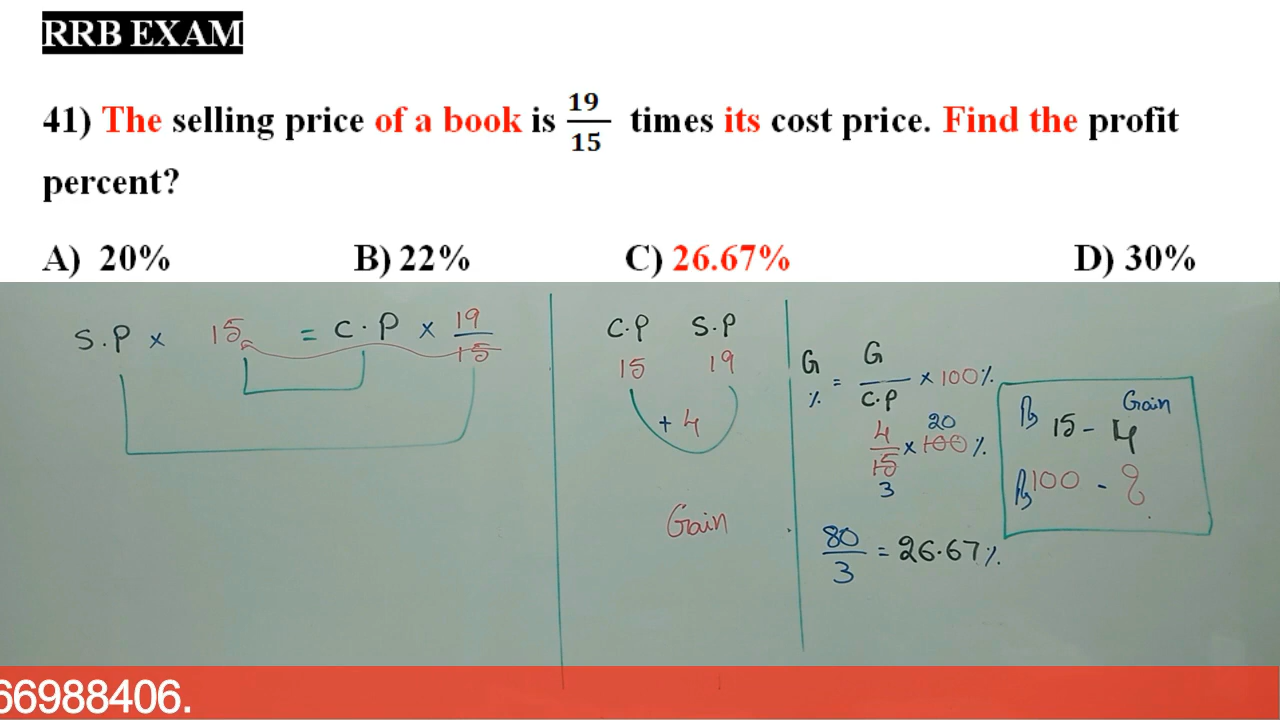 RRB EXAM
41) The selling price of a book is 19/15 times its cost price. Find the profit
percent?
A) 20% B) 22% C) 26.67% D) 30%
S.P × 15 = C.P × 19/15
C.P S.P
15 19
+ 4
Gain
G % = G/C.P × 100%
4/15 × 100 %
20
3
80/3 = 26.67%
Gain
Rs 15 - 4
Rs 100 - ?
66988406.